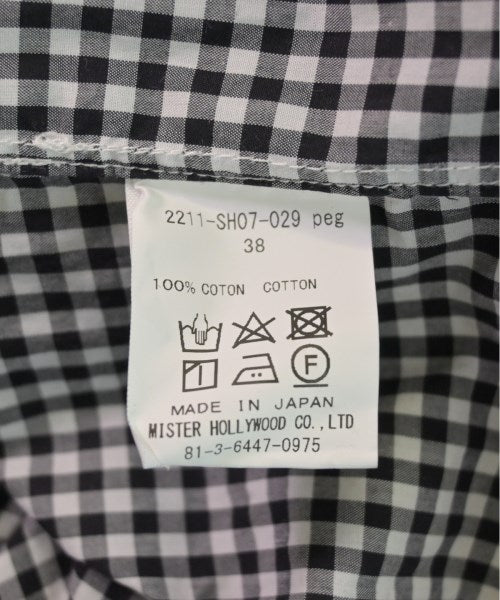 2211-SH07-029 peg
38
100% COTON COTTON
F
MADE IN JAPAN
MISTER HOLLYWOOD CO.,LTD
81-3-6447-0975